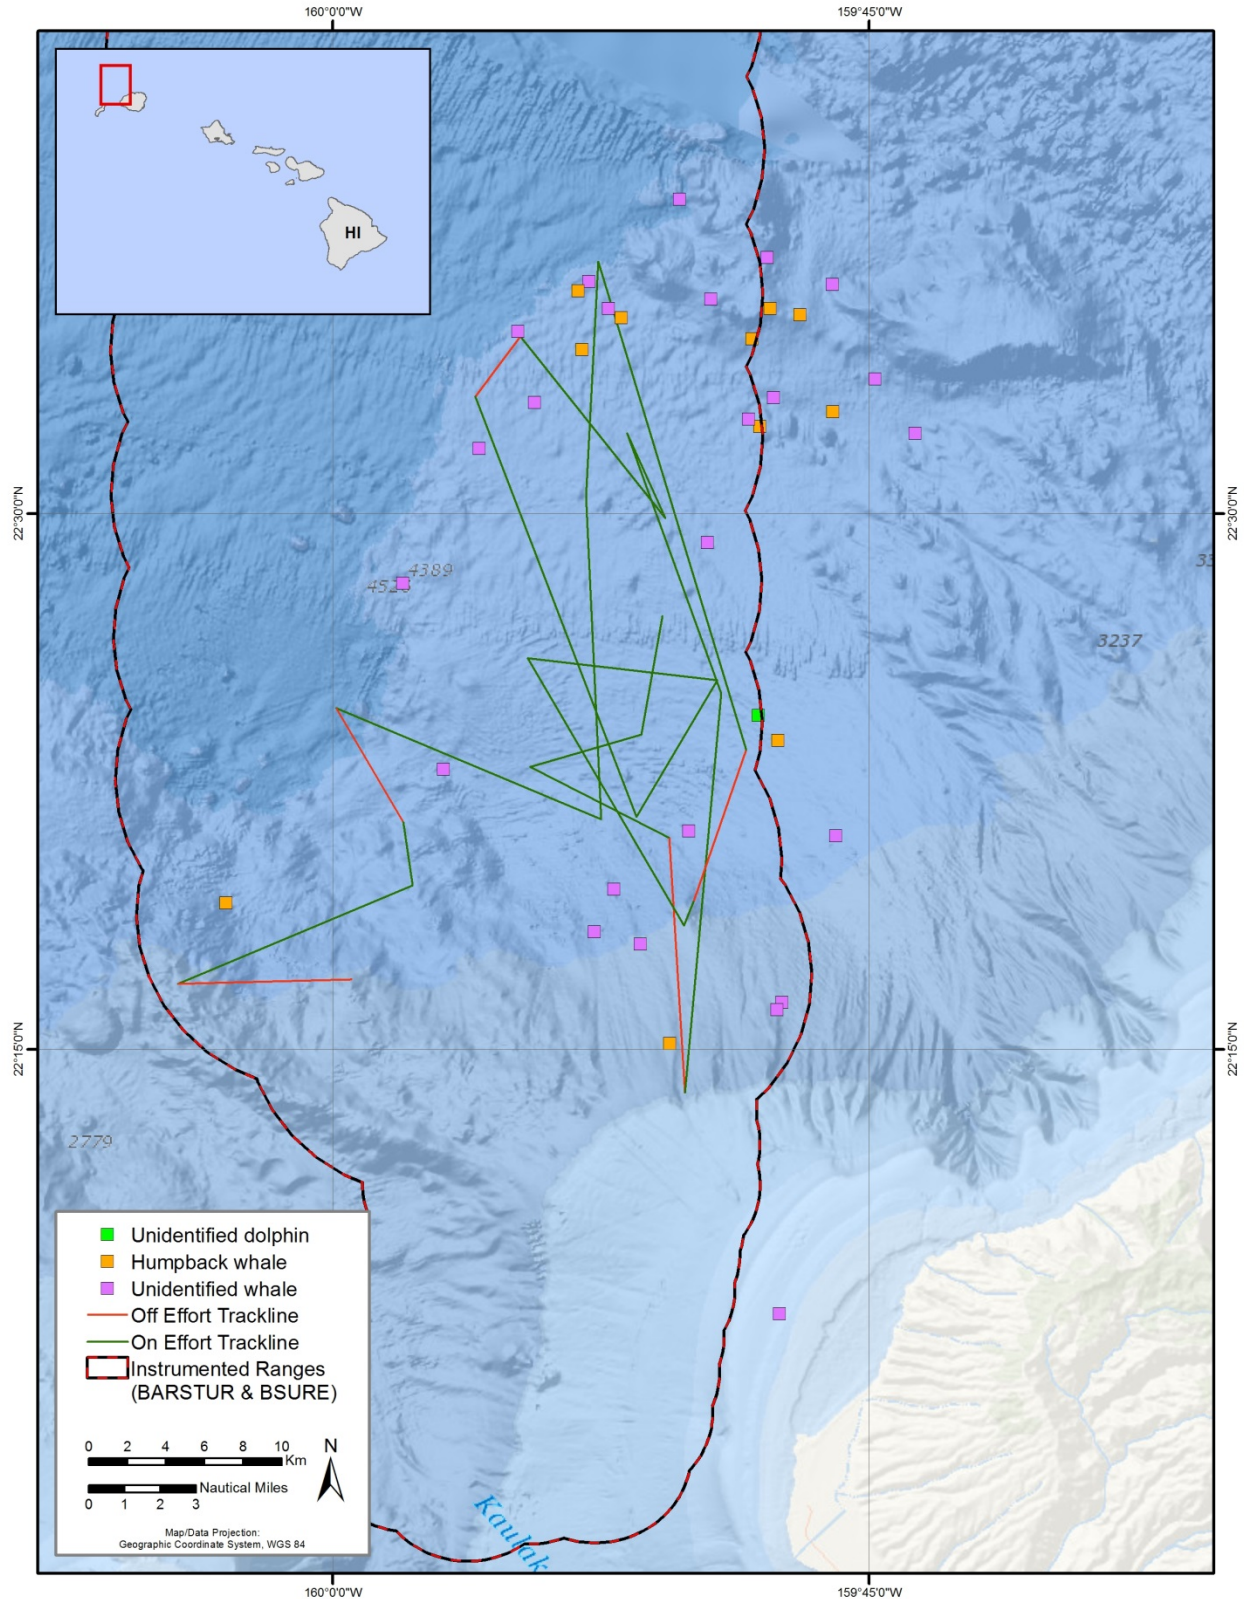 160°0'0"W
159°45'0"W
HI
22°30'0"N
22°30'0"N
4389
3237
2779
22°15'0"N
22°15'0"N
Unidentified dolphin
Humpback whale
Unidentified whale
Off Effort Trackline
On Effort Trackline
Instrumented Ranges
(BARSTUR & BSURE)
0 2 4 6 8 10
Km
N
Nautical Miles
0 1 2 3
Map/Data Projection:
Geographic Coordinate System, WGS 84
Kaulak
160°0'0"W
159°45'0"W